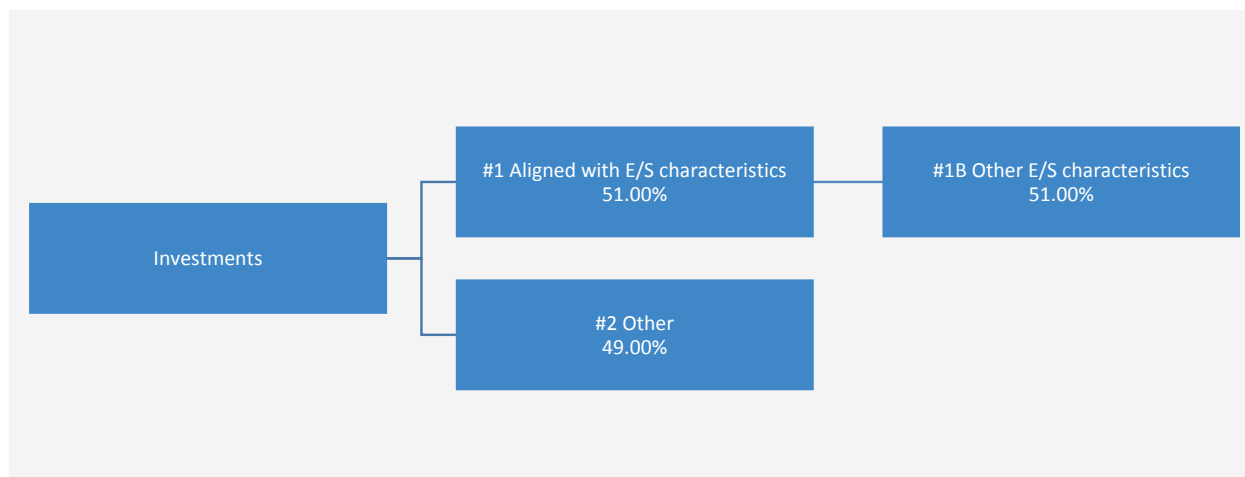 Investments
#1 Aligned with E/S characteristics
51.00%
#1B Other E/S characteristics
51.00%
#2 Other
49.00%